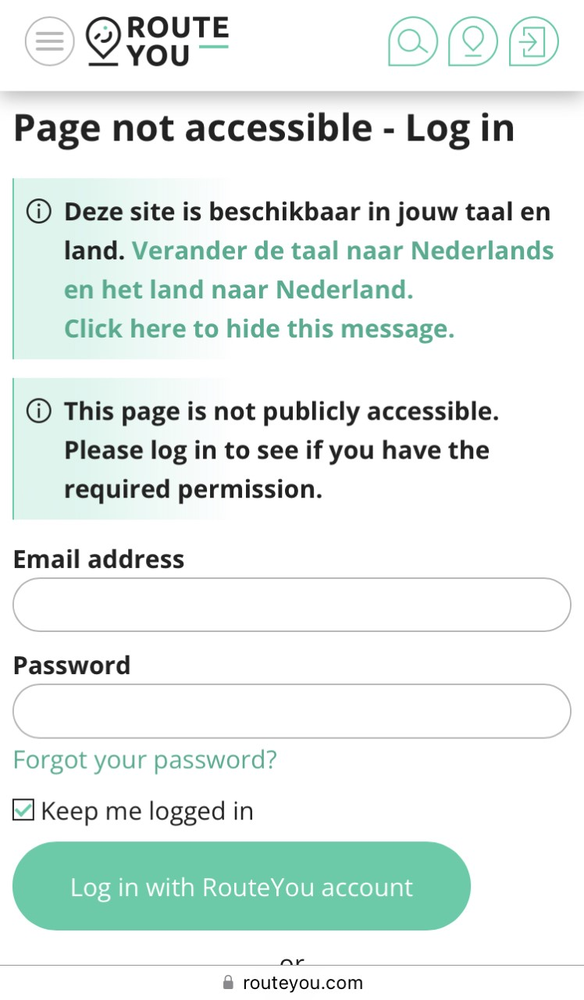 ROUTE
YOU
Page not accessible - Log in
Deze site is beschikbaar in jouw taal en
land. Verander de taal naar Nederlands
en het land naar Nederland.
Click here to hide this message.
This page is not publicly accessible.
Please log in to see if you have the
required permission.
Email address
Password
Forgot your password?
Keep me logged in
Log in with RouteYou account
or
routeyou.com